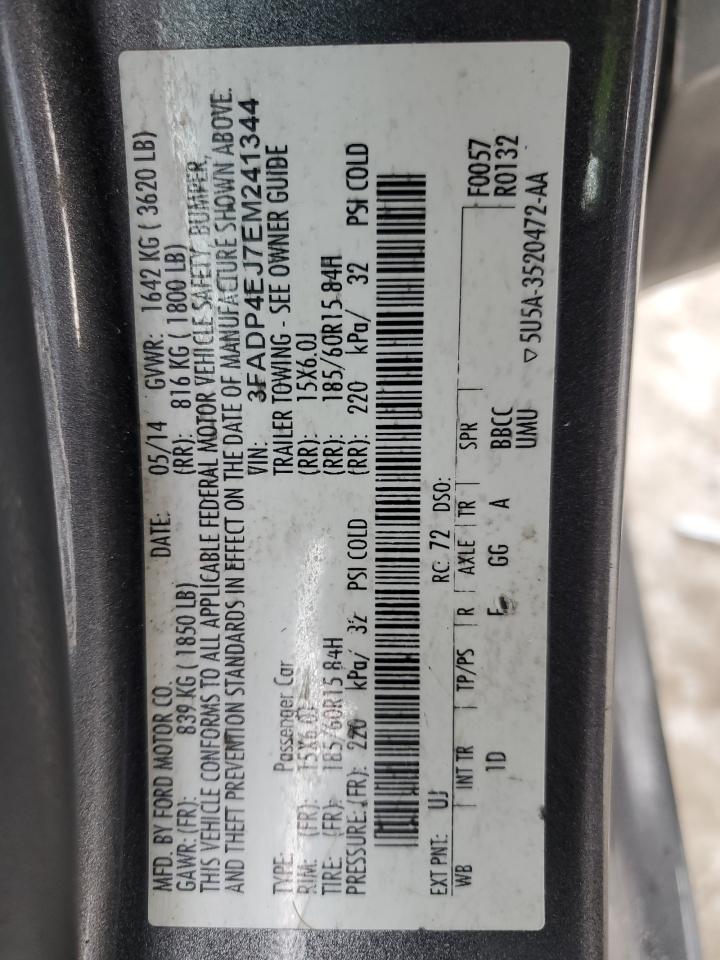 MFD. BY FORD MOTOR CO. DATE: 05/14 GVWR: 1642 KG ( 3620 LB)
GAWR: (FR): 839 KG ( 1850 LB) (RR): 816 KG ( 1800 LB)
THIS VEHICLE CONFORMS TO ALL APPLICABLE FEDERAL MOTOR VEHICLE SAFETY, BUMPER,
AND THEFT PREVENTION STANDARDS IN EFFECT ON THE DATE OF MANUFACTURE SHOWN ABOVE.
VIN: 3FADP4EJ7EM241344
TYPE: Passenger Car TRAILER TOWING - SEE OWNER GUIDE
RIM: (FR): 15X6.0J (RR): 15X6.0J
TIRE: (FR): 185/60R15 84H (RR): 185/60R15 84H
PRESSURE: (FR): 220 kPa/ 32 PSI COLD (RR): 220 kPa/ 32 PSI COLD
EXT PNT: UJ RC: 72 DSO:
WB INT TR TP/PS R AXLE TR SPR F0057
1D F GG A BBCC R0132
UMU
▽ 5U5A-3520472-AA